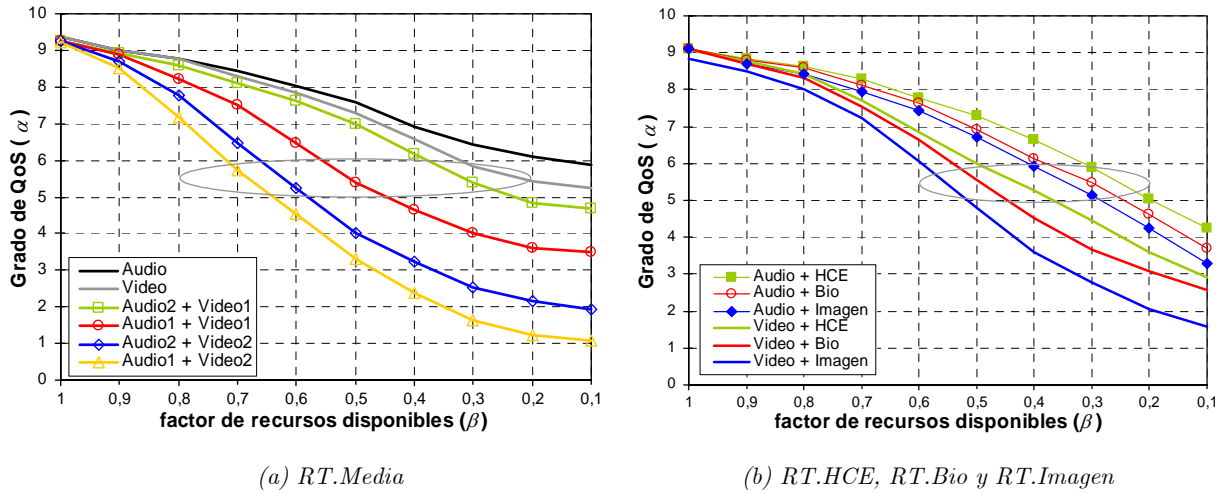 Grado de QoS ( α )
10
9
8
7
6
5
4
3
2
1
0
Audio
Video
Audio2 + Video1
Audio1 + Video1
Audio2 + Video2
Audio1 + Video2
1 0,9 0,8 0,7 0,6 0,5 0,4 0,3 0,2 0,1
factor de recursos disponibles (β)
(a) RT.Media
Grado de QoS ( α )
10
9
8
7
6
5
4
3
2
1
0
Audio + HCE
Audio + Bio
Audio + Imagen
Video + HCE
Video + Bio
Video + Imagen
1 0,9 0,8 0,7 0,6 0,5 0,4 0,3 0,2 0,1
factor de recursos disponibles (β)
(b) RT.HCE, RT.Bio y RT.Imagen